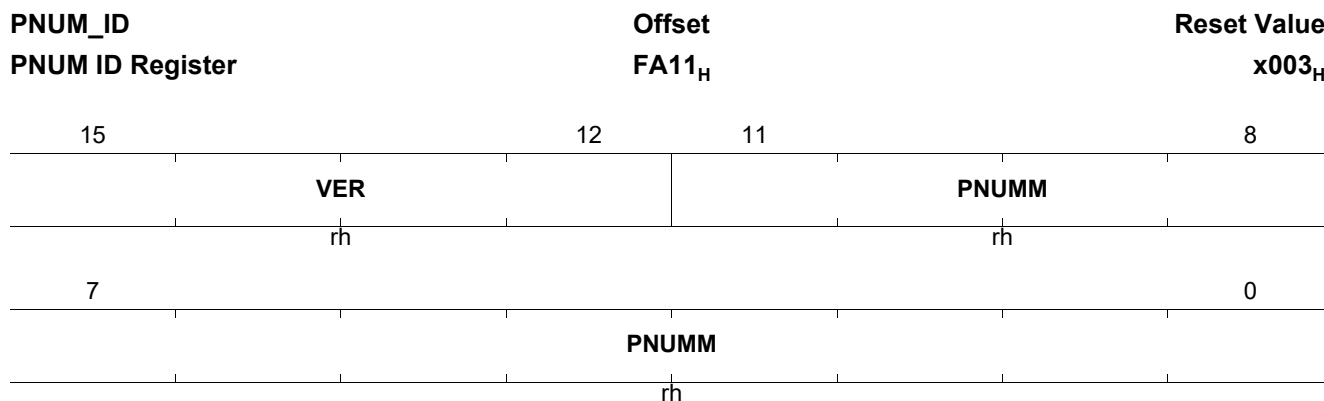 PNUM_ID Offset Reset Value
PNUM ID Register FA11H x003H
15 12 11 8
VER PNUMM
rh rh
7 0
PNUMM
rh